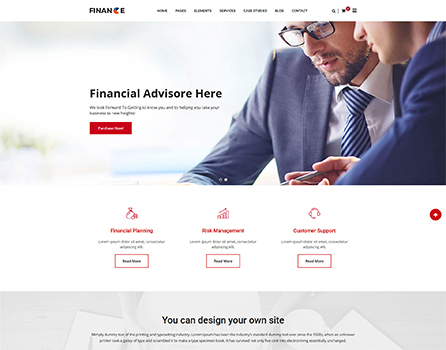 FINANCE
HOME PAGES ELEMENTS SERVICES CASE STUDIES BLOG CONTACT
Financial Advisore Here
We look Forward To Getting to know you and to helping you take your
business to new heights!
Purchase Now!
Financial Planning
Lorem ipsum dolor sit amet, consectetur
adipiscing elit.
Read More
Risk Management
Lorem ipsum dolor sit amet, consectetur
adipiscing elit.
Read More
Customer Support
Lorem ipsum dolor sit amet, consectetur
adipiscing elit.
Read More
You can design your own site
Mimply dummy text of the printing and typesetting industry. Lorem Ipsum has been the industry's standard dummy text ever since the 1500s, when an unknown
printer took a galley of type and scrambled it to make a type specimen book. It has survived not only five cost into electronic typesetting essentially unchanged.